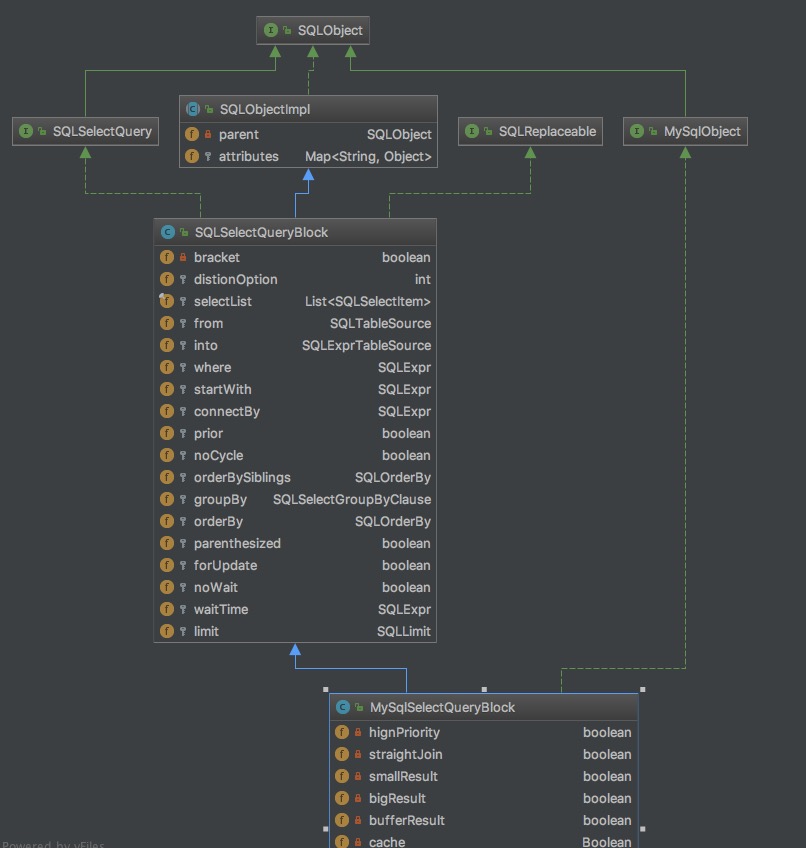 SQLObject
SQLSelectQuery
SQLObjectImpl
parent SQLObject
attributes Map<String, Object>
SQLReplaceable
MySqlObject
SQLSelectQueryBlock
bracket boolean
distionOption int
selectList List<SQLSelectItem>
from SQLTableSource
into SQLExprTableSource
where SQLExpr
startWith SQLExpr
connectBy SQLExpr
prior boolean
noCycle boolean
orderBySiblings SQLOrderBy
groupBy SQLSelectGroupByClause
orderBy SQLOrderBy
parenthesized boolean
forUpdate boolean
noWait boolean
waitTime SQLExpr
limit SQLLimit
MySqlSelectQueryBlock
hignPriority boolean
straightJoin boolean
smallResult boolean
bigResult boolean
bufferResult boolean
cache Boolean
Powered by yFiles